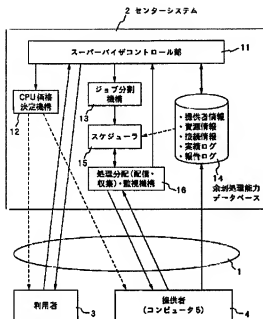 2 センターシステム
スーパーバイザコントロール部
11
CPU価格
決定機構
12
ジョブ分割
機構
13
スケジューラ
15
処理分配(配信・
収集)・監視機構
16
・提供者情報
・資源情報
・接続情報
・実績ログ
・報件ログ
14
余剰処理能力
データベース
1
利用者
3
提供者
(コンピュータ5)
4